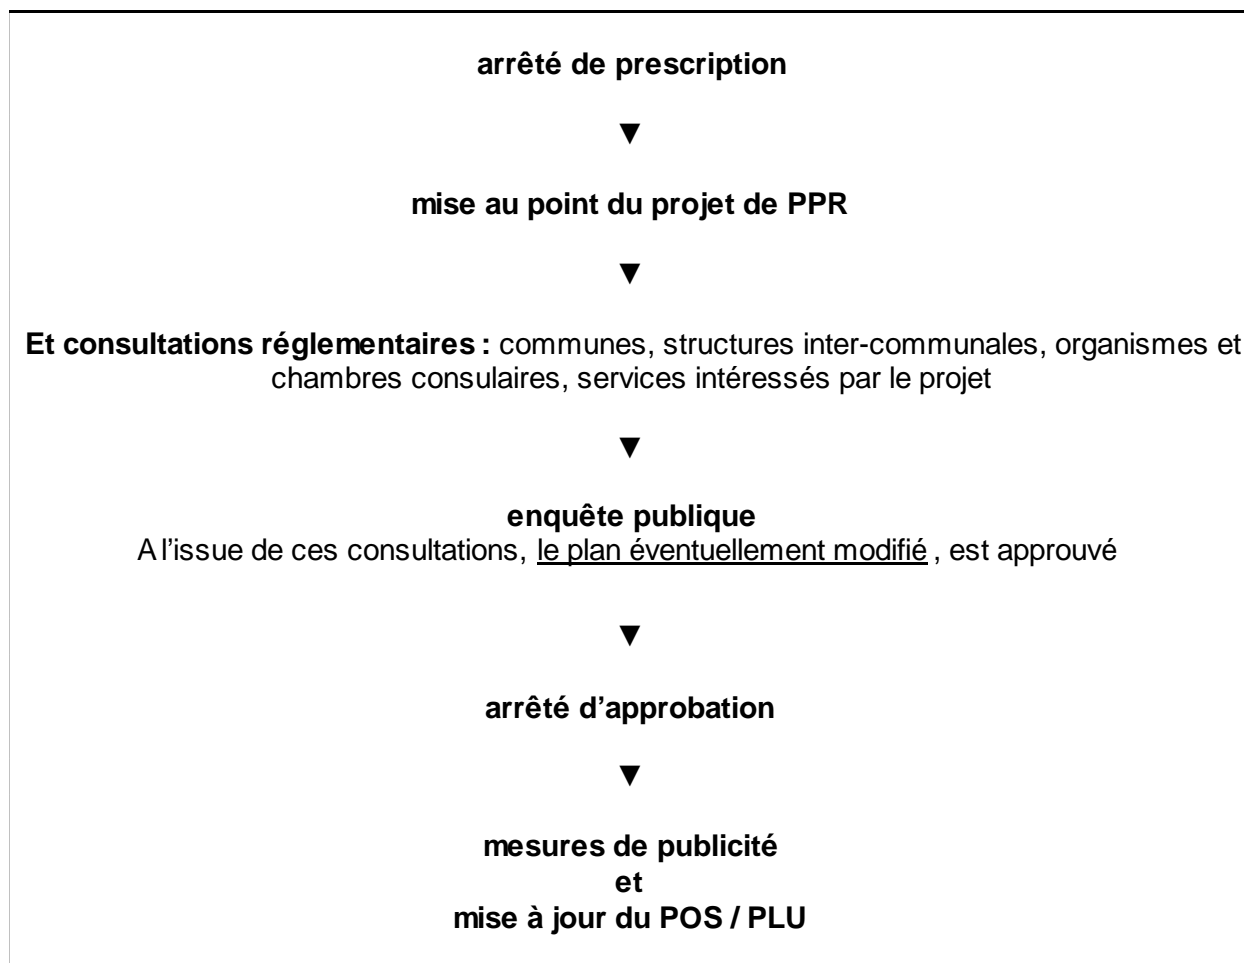 arrêté de prescription
▼
mise au point du projet de PPR
▼
Et consultations réglementaires : communes, structures inter-communales, organismes et
chambres consulaires, services intéressés par le projet
▼
enquête publique
A l’issue de ces consultations, le plan éventuellement modifié , est approuvé
▼
arrêté d’approbation
▼
mesures de publicité
et
mise à jour du POS / PLU